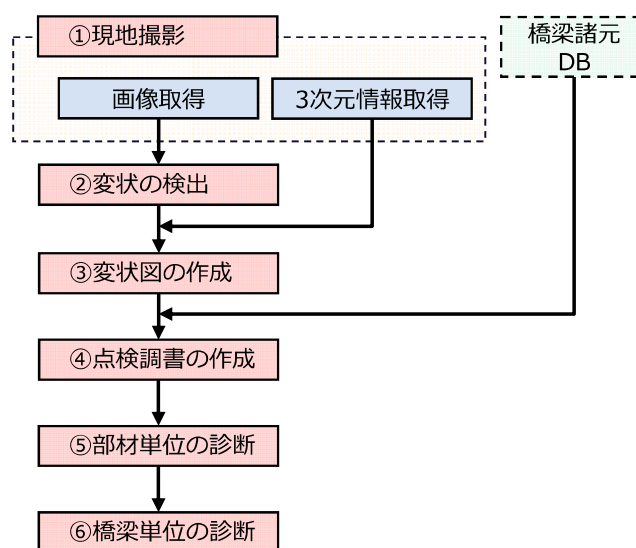 ①現地撮影
橋梁諸元
DB
画像取得
3次元情報取得
②変状の検出
③変状図の作成
④点検調書の作成
⑤部材単位の診断
⑥橋梁単位の診断